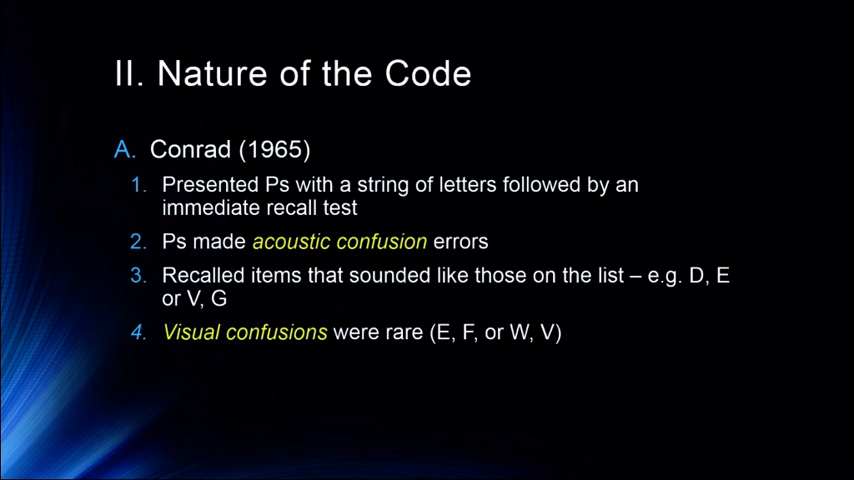 II. Nature of the Code
A. Conrad (1965)
1. Presented Ps with a string of letters followed by an
immediate recall test
2. Ps made acoustic confusion errors
3. Recalled items that sounded like those on the list – e.g. D, E
or V, G
4. Visual confusions were rare (E, F, or W, V)